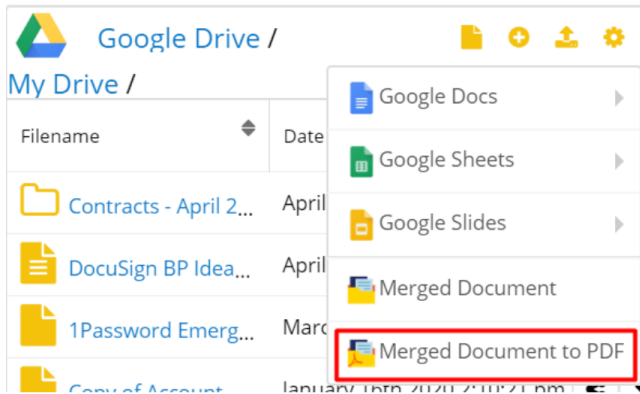 Google Drive /
My Drive /
Filename
Date
Google Docs
Google Sheets
Google Slides
Merged Document
Merged Document to PDF
Contracts - April 2...
April
DocuSign BP Idea...
April
1Password Emerg...
Marc
Copy of Account
January 16th 2020 2:10:21 pm